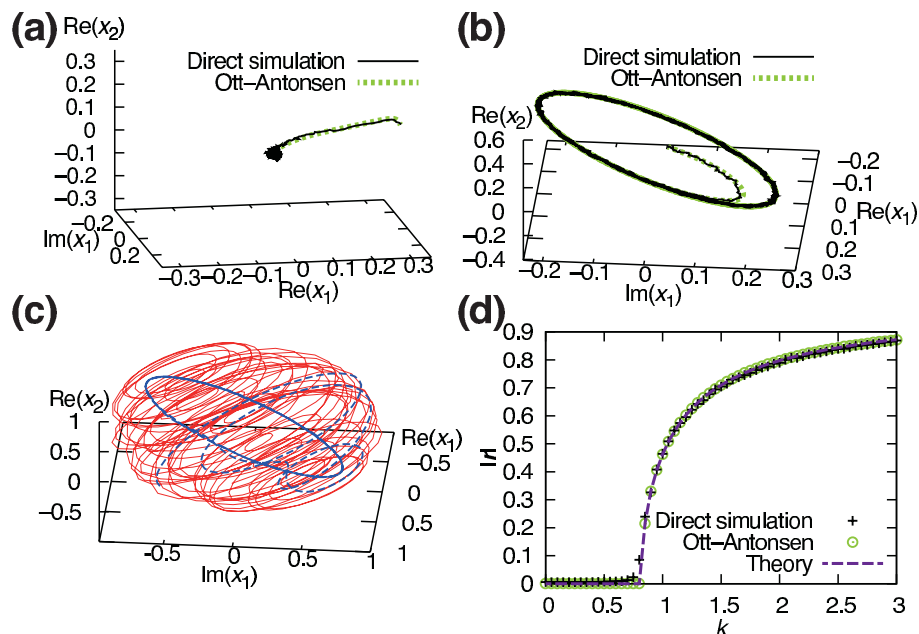 (a)
Re(x2)
Direct simulation
Ott–Antonsen
0.3
0.2
0.1
0
−0.1
−0.2
−0.3
−0.2
0
0.2
Im(x1)
−0.3 −0.2 −0.1 0 0.1 0.2 0.3
Re(x1)
(b)
Direct simulation
Ott–Antonsen
Re(x2)
0.6
0.4
0.2
0
−0.2
−0.4
−0.2 −0.1 0 0.1 0.2 0.3
Im(x1)
−0.2
−0.1
0
0.1
0.2
0.3
Re(x1)
(c)
Re(x2)
1
0.5
0
−0.5
−0.5 0 0.5 1
Im(x1)
Re(x1)
−0.5
0
0.5
1
(d)
0.9
0.8
0.7
0.6
0.5
0.4
0.3
0.2
0.1
0
|r|
Direct simulation
Ott–Antonsen
Theory
0 0.5 1 1.5 2 2.5 3
k